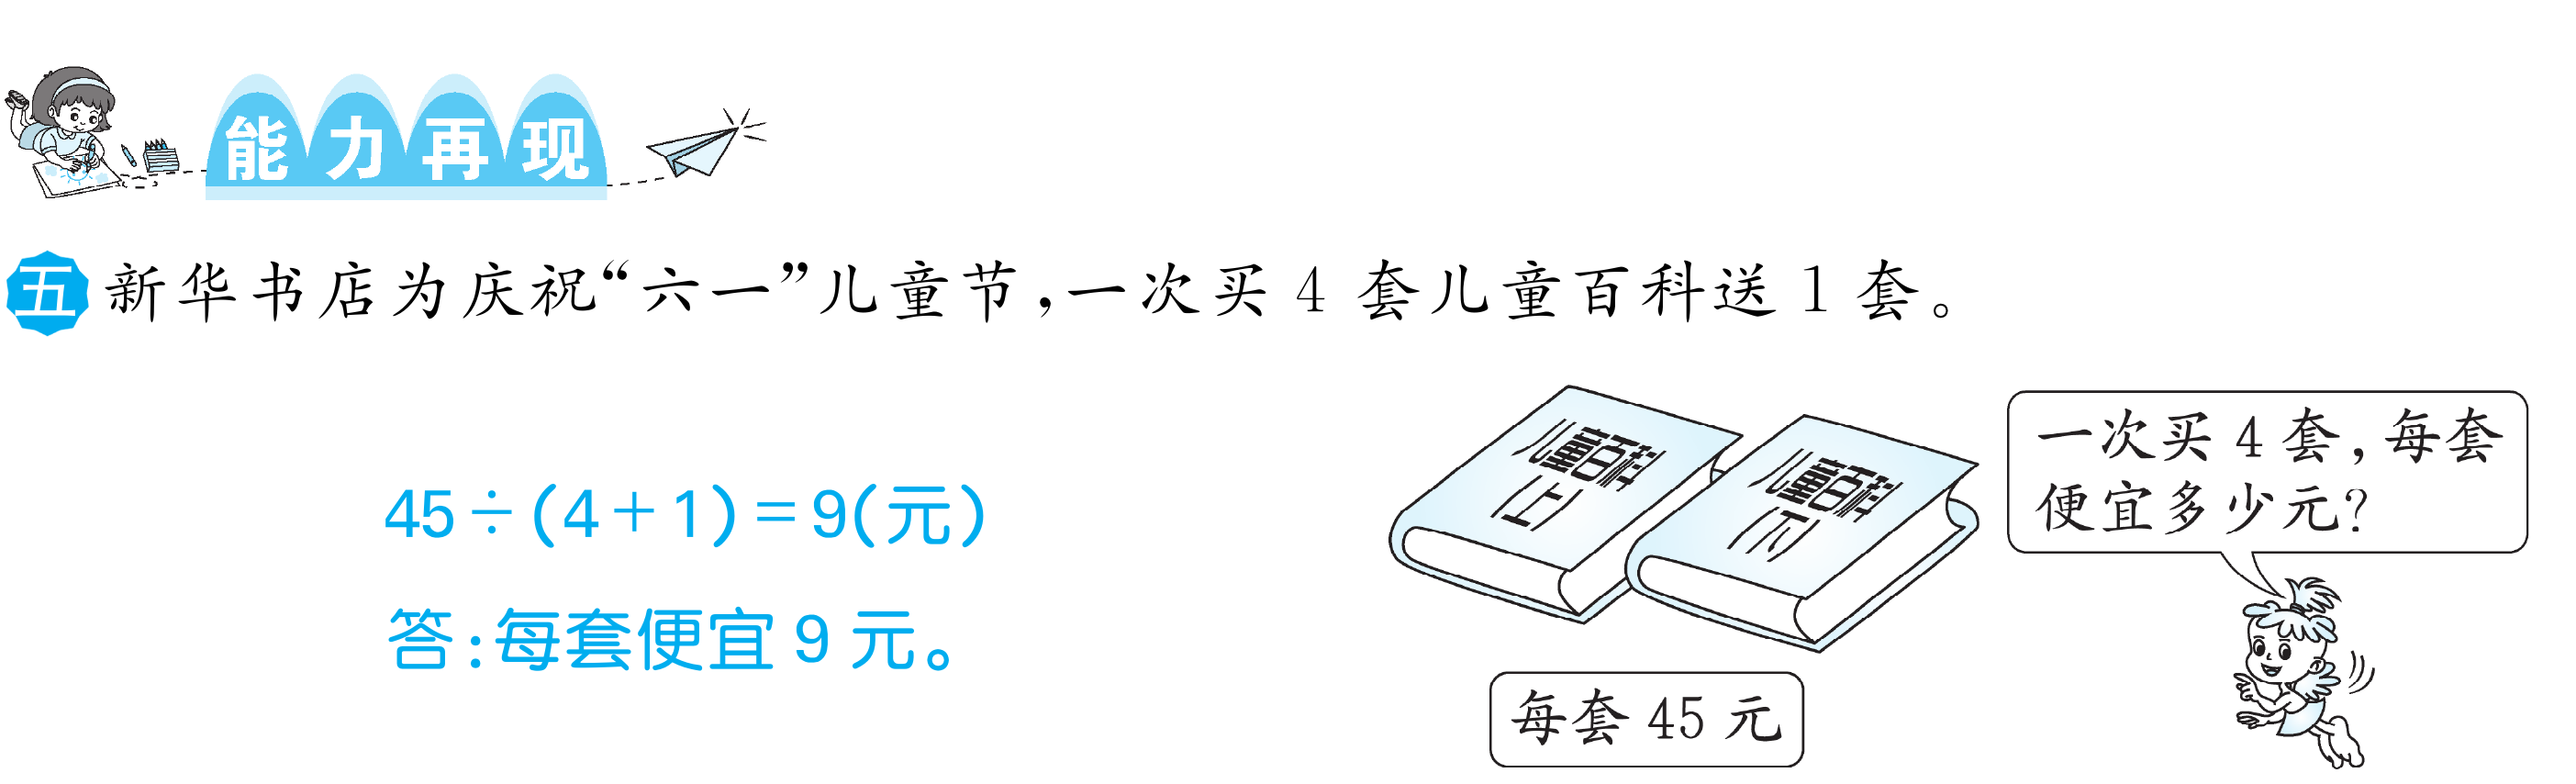 能力再现
五 新华书店为庆祝“六一”儿童节,一次买 4 套儿童百科送 1 套。
45÷(4+1)=9(元)
答:每套便宜 9 元。
儿童百科
(上)
儿童百科
(下)
每套 45 元
一次买 4 套,每套
便宜多少元?